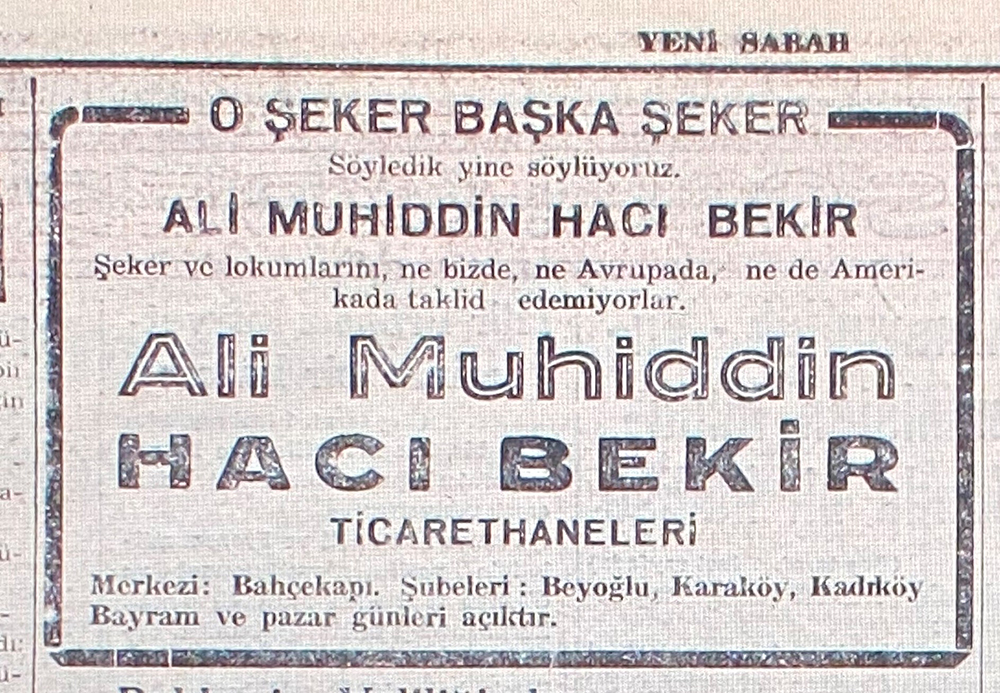 YENİ SABAH
O ŞEKER BAŞKA ŞEKER
Söyledik yine söylüyoruz.
ALİ MUHİDDİN HACI BEKİR
Şeker ve lokumlarını, ne bizde, ne Avrupada, ne de Ameri-
kada taklid edemiyorlar.
Ali Muhiddin
HACI BEKİR
TİCARETHANELERİ
Merkezi: Bahçekapı. Şubeleri: Beyoğlu, Karaköy, Kadıköy
Bayram ve pazar günleri açıktır.